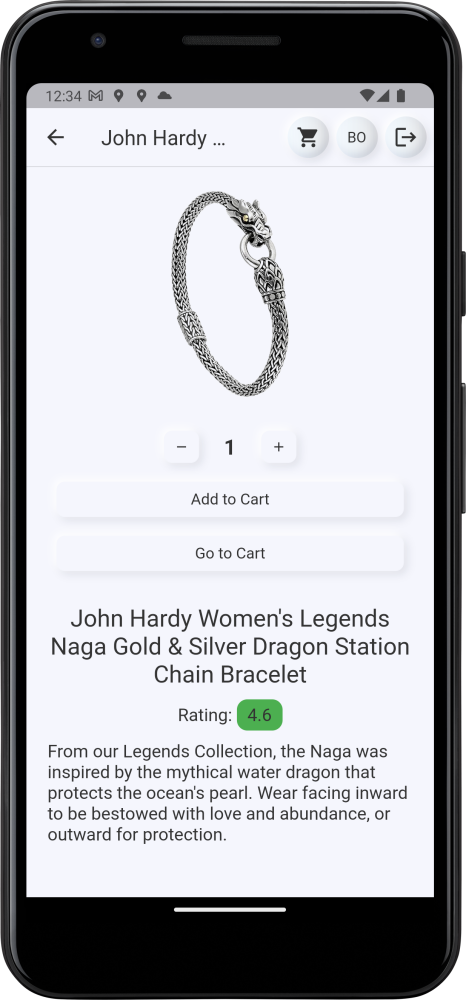 12:34
John Hardy ...
BO
− 1 +
Add to Cart
Go to Cart
John Hardy Women's Legends
Naga Gold & Silver Dragon Station
Chain Bracelet
Rating: 4.6
From our Legends Collection, the Naga was
inspired by the mythical water dragon that
protects the ocean's pearl. Wear facing inward
to be bestowed with love and abundance, or
outward for protection.